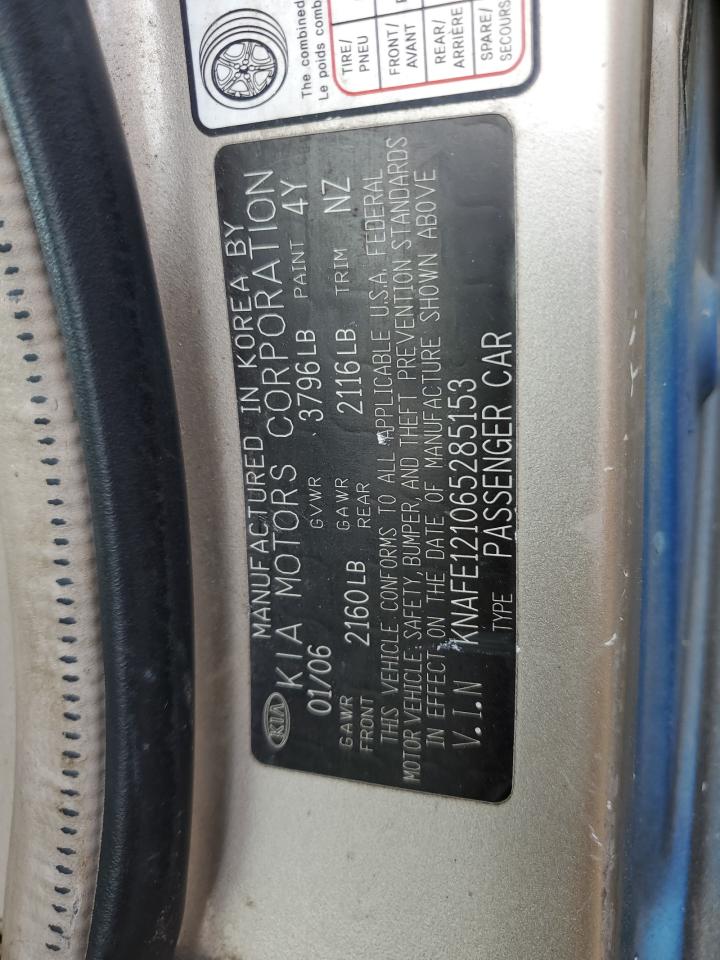 The combined
Le poids comb
TIRE/
PNEU
FRONT/
AVANT
REAR/
ARRIÈRE
SPARE/
SECOURS
KIA
MANUFACTURED IN KOREA BY
KIA MOTORS CORPORATION
01/06 GVWR 3796LB PAINT 4Y
GAWR FRONT 2160LB GAWR REAR 2116LB TRIM NZ
THIS VEHICLE CONFORMS TO ALL APPLICABLE U.S.A. FEDERAL
MOTOR VEHICLE SAFETY, BUMPER, AND THEFT PREVENTION STANDARDS
IN EFFECT ON THE DATE OF MANUFACTURE SHOWN ABOVE
V.I.N KNAFE121065285153
TYPE PASSENGER CAR